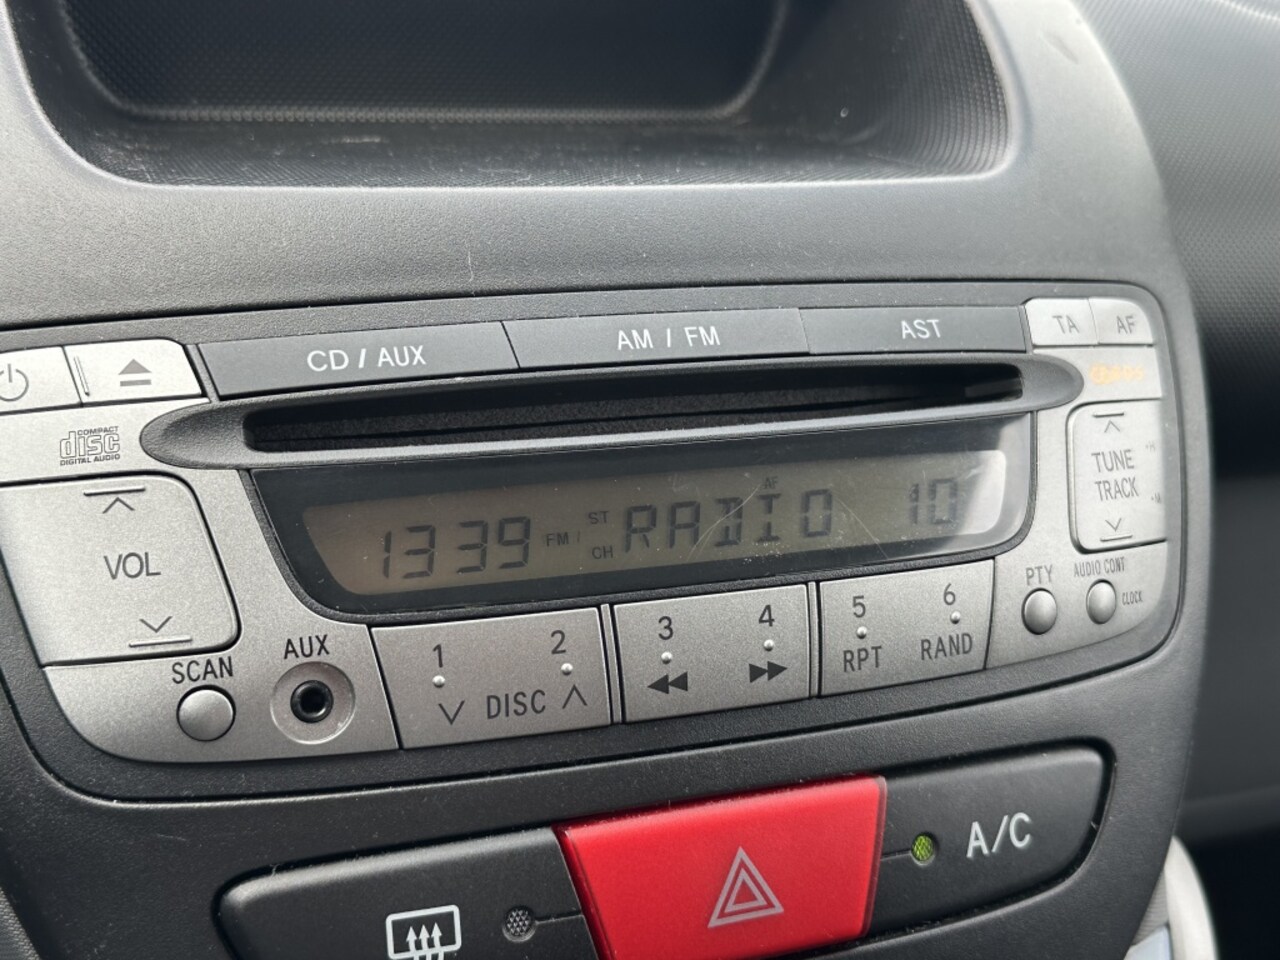 CD / AUX
AM / FM
AST
TA
AF
COMPACT
disc
DIGITAL AUDIO
VOL
1339 FM I ST CH RADIO AF 10
TUNE
TRACK
PTY
AUDIO CONT
CLOCK
SCAN
AUX
1
2
DISC
3
4
5
RPT
6
RAND
A/C